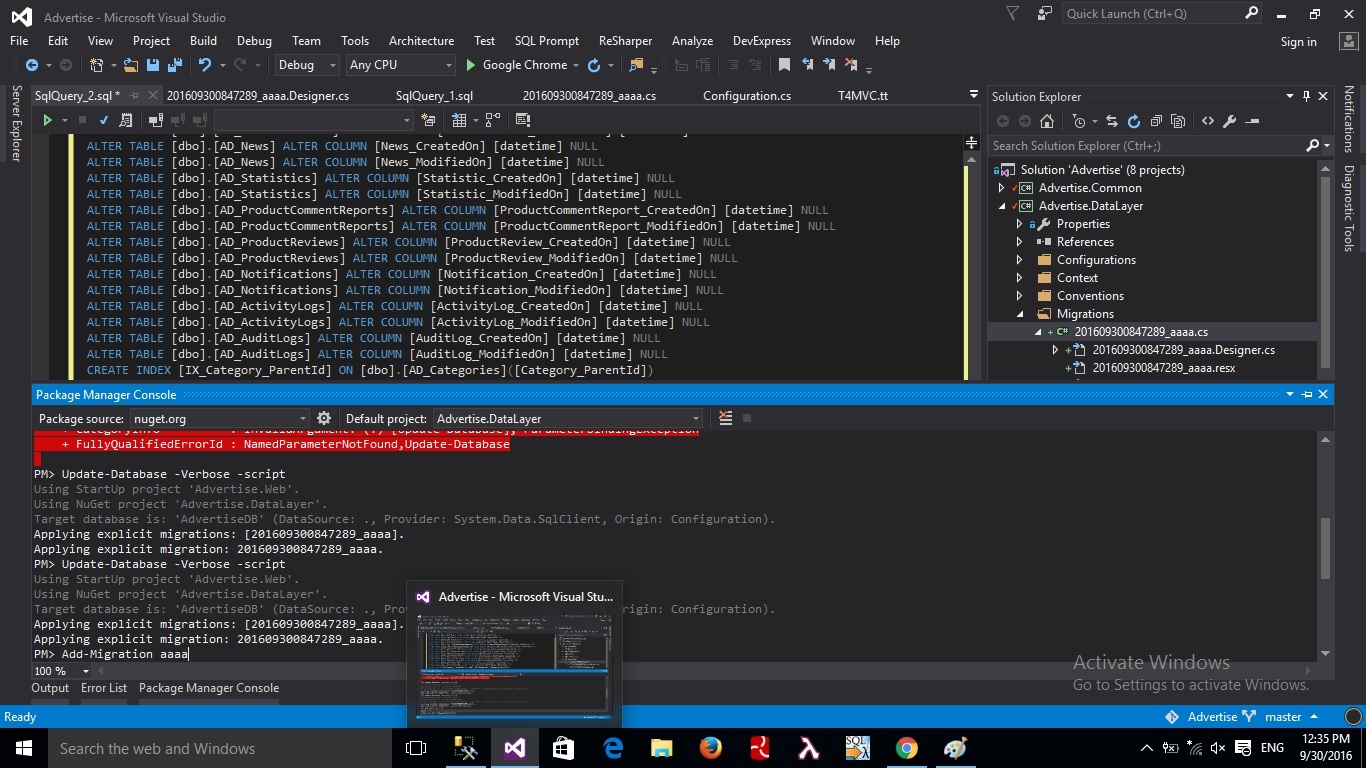 Advertise - Microsoft Visual Studio
Quick Launch (Ctrl+Q)
File Edit View Project Build Debug Team Tools Architecture Test SQL Prompt ReSharper Analyze DevExpress Window Help
Sign in
Debug Any CPU Google Chrome
Server Explorer
SqlQuery_2.sql * 201609300847289_aaaa.Designer.cs SqlQuery_1.sql 201609300847289_aaaa.cs Configuration.cs T4MVC.tt
ALTER TABLE [dbo].[AD_News] ALTER COLUMN [News_CreatedOn] [datetime] NULL
ALTER TABLE [dbo].[AD_News] ALTER COLUMN [News_ModifiedOn] [datetime] NULL
ALTER TABLE [dbo].[AD_Statistics] ALTER COLUMN [Statistic_CreatedOn] [datetime] NULL
ALTER TABLE [dbo].[AD_Statistics] ALTER COLUMN [Statistic_ModifiedOn] [datetime] NULL
ALTER TABLE [dbo].[AD_ProductCommentReports] ALTER COLUMN [ProductCommentReport_CreatedOn] [datetime] NULL
ALTER TABLE [dbo].[AD_ProductCommentReports] ALTER COLUMN [ProductCommentReport_ModifiedOn] [datetime] NULL
ALTER TABLE [dbo].[AD_ProductReviews] ALTER COLUMN [ProductReview_CreatedOn] [datetime] NULL
ALTER TABLE [dbo].[AD_ProductReviews] ALTER COLUMN [ProductReview_ModifiedOn] [datetime] NULL
ALTER TABLE [dbo].[AD_Notifications] ALTER COLUMN [Notification_CreatedOn] [datetime] NULL
ALTER TABLE [dbo].[AD_Notifications] ALTER COLUMN [Notification_ModifiedOn] [datetime] NULL
ALTER TABLE [dbo].[AD_ActivityLogs] ALTER COLUMN [ActivityLog_CreatedOn] [datetime] NULL
ALTER TABLE [dbo].[AD_ActivityLogs] ALTER COLUMN [ActivityLog_ModifiedOn] [datetime] NULL
ALTER TABLE [dbo].[AD_AuditLogs] ALTER COLUMN [AuditLog_CreatedOn] [datetime] NULL
ALTER TABLE [dbo].[AD_AuditLogs] ALTER COLUMN [AuditLog_ModifiedOn] [datetime] NULL
CREATE INDEX [IX_Category_ParentId] ON [dbo].[AD_Categories]([Category_ParentId])
Solution Explorer
Search Solution Explorer (Ctrl+;)
Solution 'Advertise' (8 projects)
C# Advertise.Common
C# Advertise.DataLayer
Properties
References
Configurations
Context
Conventions
Migrations
C# 201609300847289_aaaa.cs
201609300847289_aaaa.Designer.cs
201609300847289_aaaa.resx
Notifications
Diagnostic Tools
Package Manager Console
Package source: nuget.org Default project: Advertise.DataLayer
+ FullyQualifiedErrorId : NamedParameterNotFound,Update-Database
PM> Update-Database -Verbose -script
Using StartUp project 'Advertise.Web'.
Using NuGet project 'Advertise.DataLayer'.
Target database is: 'AdvertiseDB' (DataSource: ., Provider: System.Data.SqlClient, Origin: Configuration).
Applying explicit migrations: [201609300847289_aaaa].
Applying explicit migration: 201609300847289_aaaa.
PM> Update-Database -Verbose -script
Using StartUp project 'Advertise.Web'.
Using NuGet project 'Advertise.DataLayer'.
Target database is: 'AdvertiseDB' (DataSource: ., Origin: Configuration).
Applying explicit migrations: [201609300847289_aaaa].
Applying explicit migration: 201609300847289_aaaa.
PM> Add-Migration aaaa
Advertise - Microsoft Visual Stu...
100 %
Activate Windows
Go to Settings to activate Windows.
Output Error List Package Manager Console
Ready
Advertise master
Search the web and Windows
SQL
ENG
12:35 PM
9/30/2016